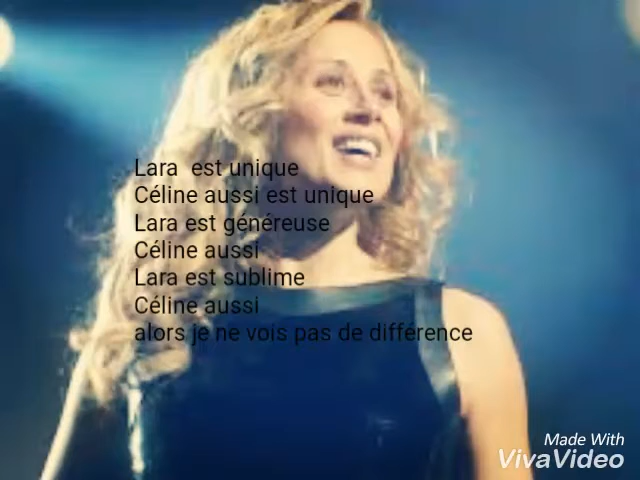 Lara  est unique
Céline aussi est unique
Lara est généreuse
Céline aussi
Lara est sublime
Céline aussi
alors je ne vois pas de différence
Made With
VivaVideo